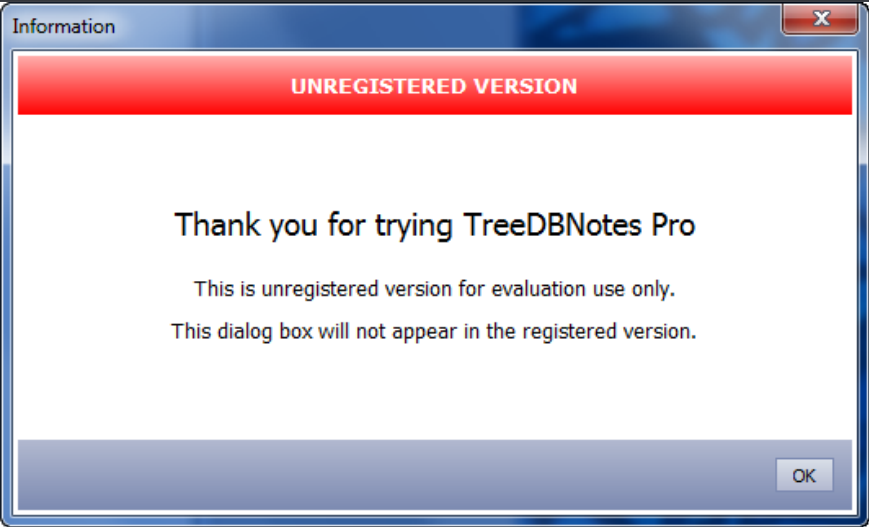 Information
UNREGISTERED VERSION
Thank you for trying TreeDBNotes Pro
This is unregistered version for evaluation use only.
This dialog box will not appear in the registered version.
OK